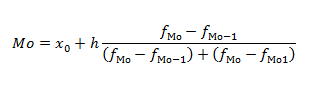 Mo = x₀ + h (f_Mo − f_Mo−1) / ((f_Mo − f_Mo−1) + (f_Mo − f_Mo1))